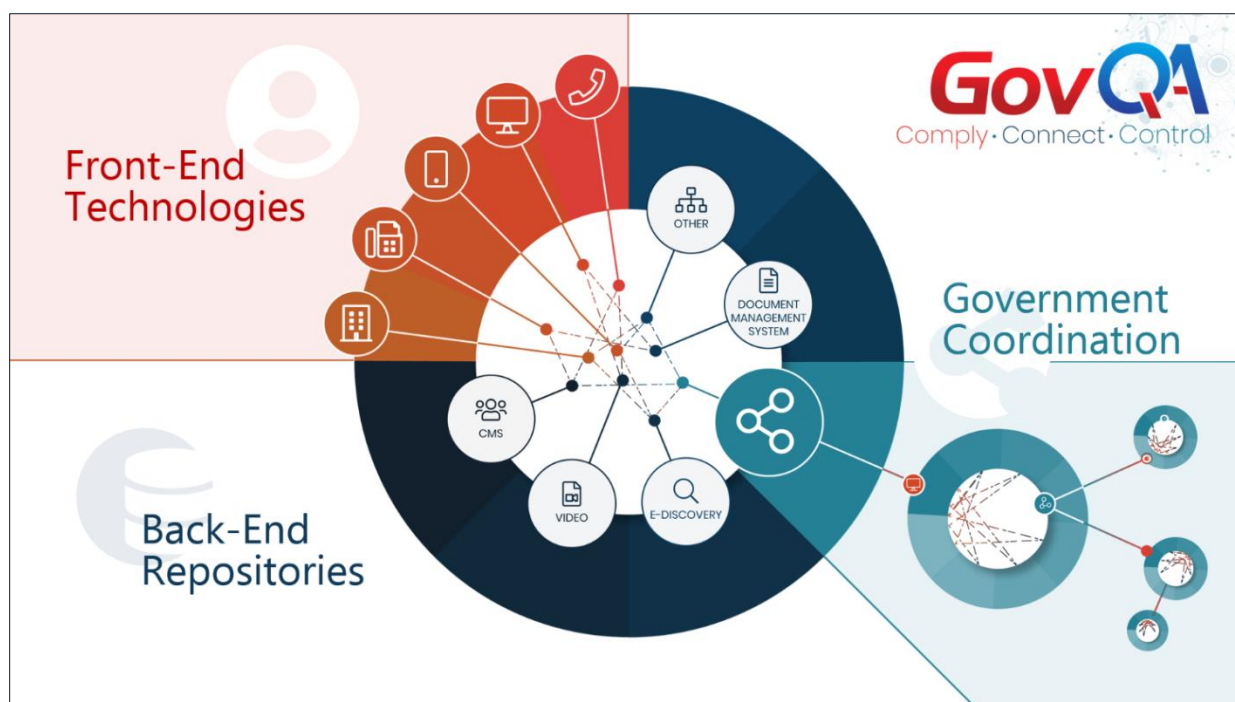 GovQA
Comply · Connect · Control
Front-End
Technologies
OTHER
DOCUMENT
MANAGEMENT
SYSTEM
Government
Coordination
CMS
VIDEO
E-DISCOVERY
Back-End
Repositories